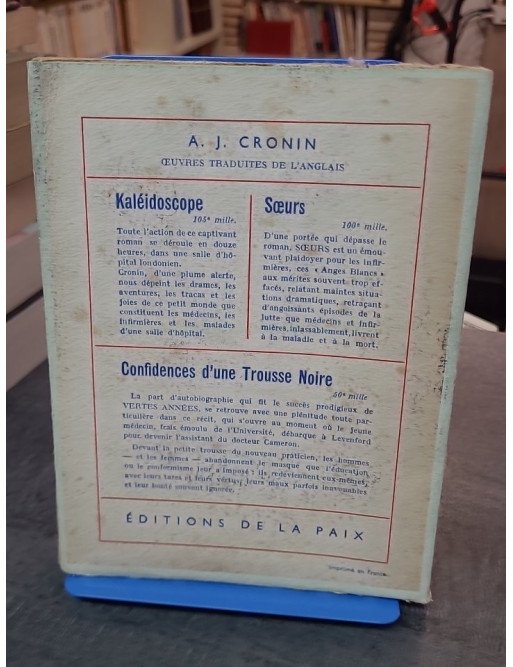 A. J. CRONIN
ŒUVRES TRADUITES DE L'ANGLAIS
Kaléidoscope
105e mille.
Toute l'action de ce captivant
roman se déroule en douze
heures, dans une salle d'hô-
pital londonien.
Cronin, d'une plume alerte,
nous dépeint les drames, les
aventures, les tracas et les
joies de ce petit monde que
constituent les médecins, les
infirmières et les malades
d'une salle d'hôpital.
Sœurs
100e mille.
D'une portée qui dépasse le
roman, SŒURS est un émou-
vant plaidoyer pour les infir-
mières, ces « Anges Blancs »
aux mérites souvent trop ef-
facés, relatant maintes situa-
tions dramatiques, retraçant
d'angoissants épisodes de la
lutte que médecins et infir-
mières, inlassablement, livrent
à la maladie et à la mort.
Confidences d'une Trousse Noire
50e mille
La part d'autobiographie qui fit le succès prodigieux de
VERTES ANNÉES, se retrouve avec une plénitude toute par-
ticulière dans ce récit, qui s'ouvre au moment où le jeune
médecin, frais émoulu de l'Université, débarque à Levenford
pour devenir l'assistant du docteur Cameron.
Devant la petite trousse du nouveau praticien, les hommes
— et les femmes — abandonnent le masque que l'éducation
ou le conformisme leur a imposé : ils redeviennent eux-mêmes,
avec leurs tares et leurs vertus, leurs maux parfois inavouables
et leur bonté souvent ignorée.
ÉDITIONS DE LA PAIX
Imprimé en France.